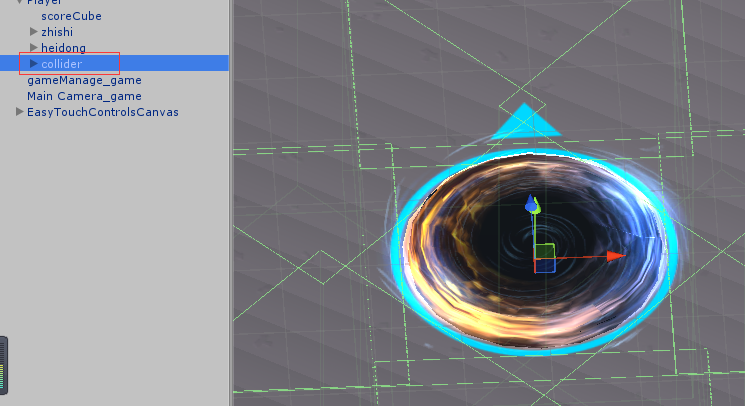 Player
scoreCube
zhishi
heidong
collider
gameManage_game
Main Camera_game
EasyTouchControlsCanvas